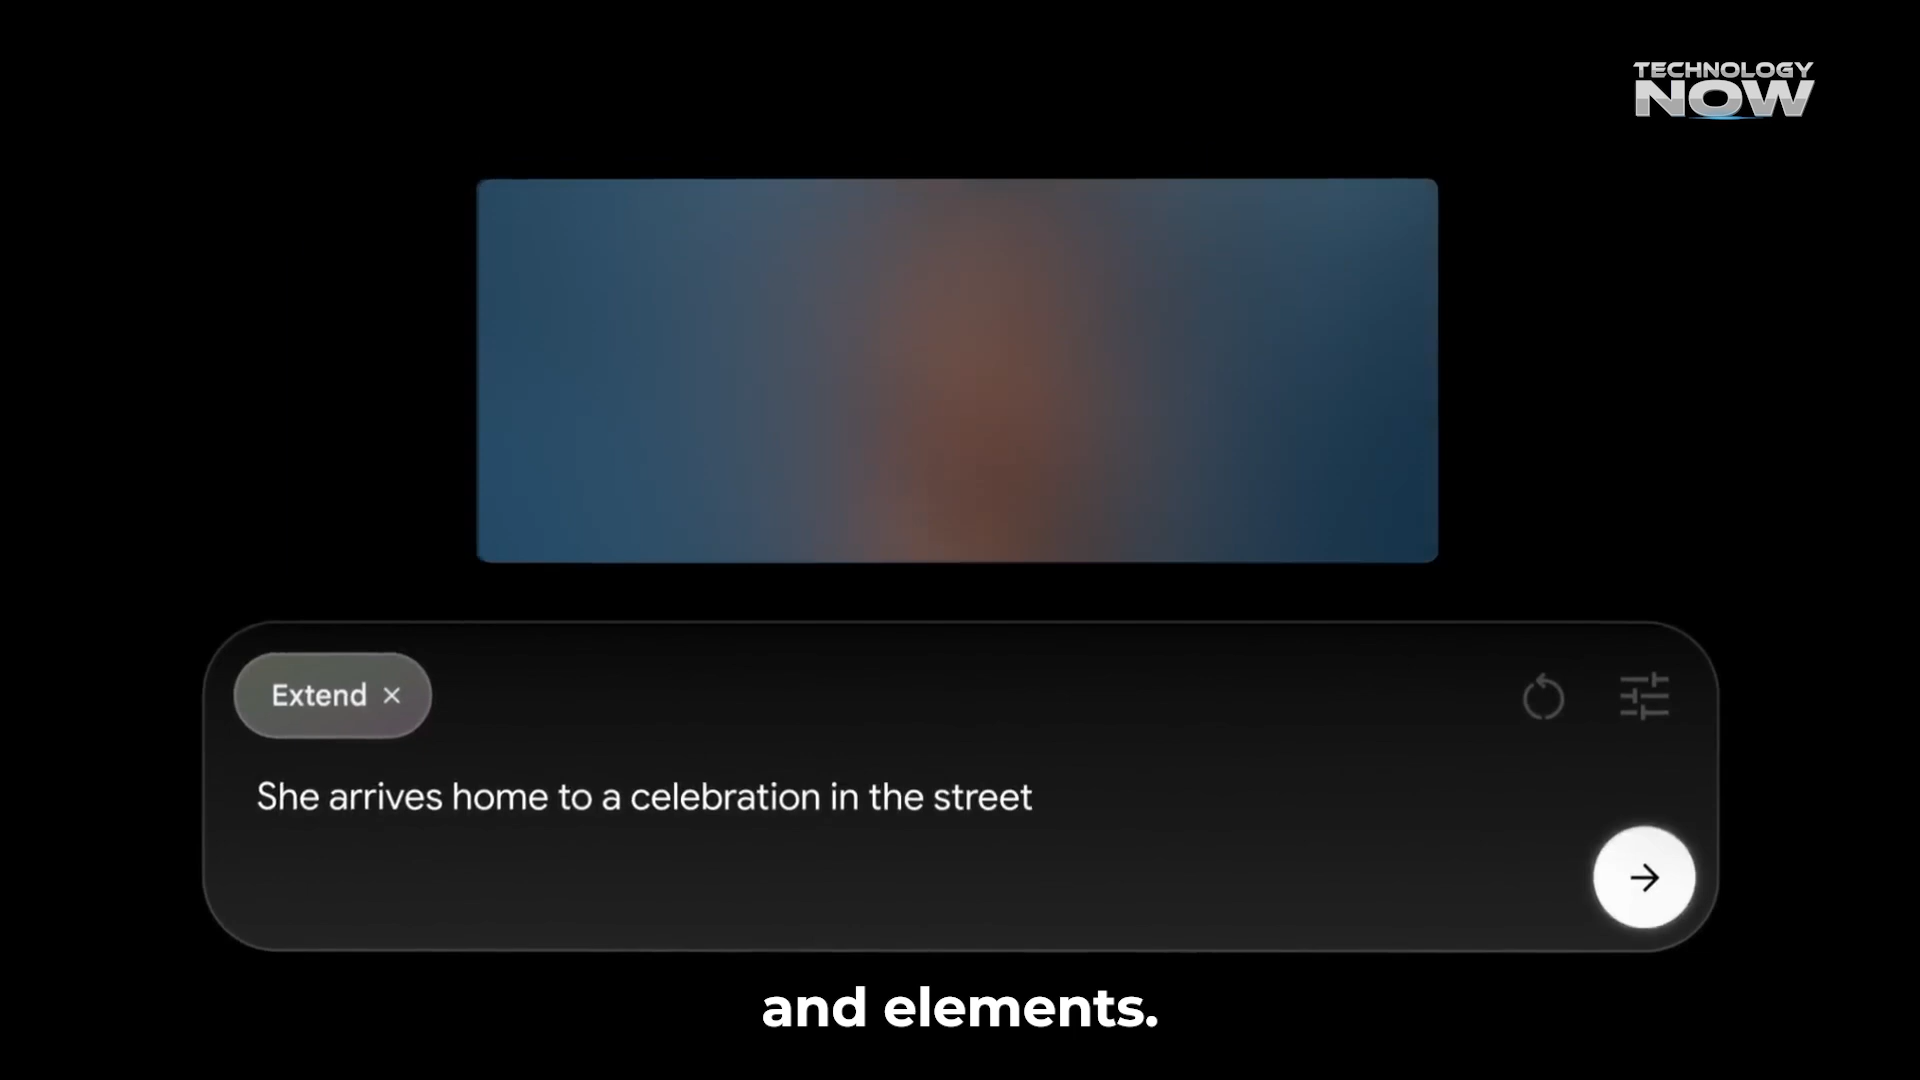 TECHNOLOGY
NOW
Extend ×
She arrives home to a celebration in the street
and elements.